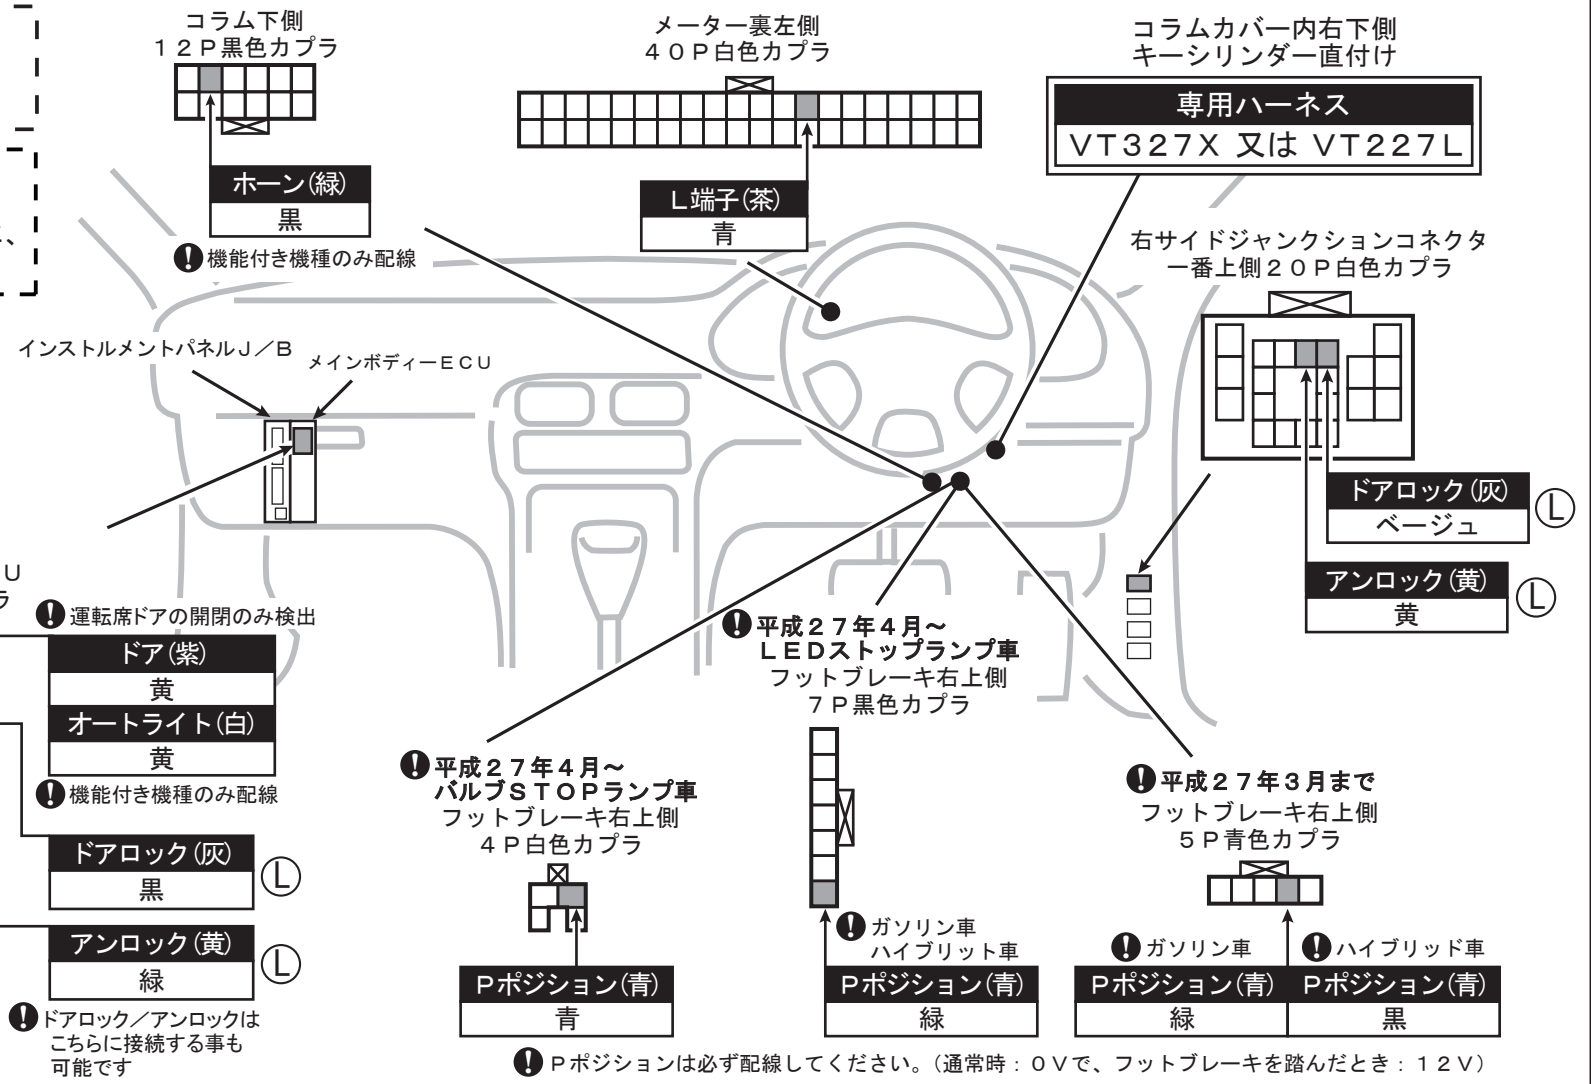 コラム下側
12P黒色カプラ
ホーン(緑)
黒
機能付き機種のみ配線
メーター裏左側
40P白色カプラ
L端子(茶)
青
コラムカバー内右下側
キーシリンダー直付け
専用ハーネス
VT327X 又は VT227L
右サイドジャンクションコネクタ
一番上側20P白色カプラ
ドアロック(灰)
ベージュ
Ⓛ
アンロック(黄)
黄
Ⓛ
、
インストルメントパネルJ/B
メインボディーECU
U
ラ
運転席ドアの開閉のみ検出
ドア(紫)
黄
オートライト(白)
黄
機能付き機種のみ配線
ドアロック(灰)
黒
Ⓛ
アンロック(黄)
緑
Ⓛ
ドアロック/アンロックは
こちらに接続する事も
可能です
平成27年4月~
バルブSTOPランプ車
フットブレーキ右上側
4P白色カプラ
Pポジション(青)
青
平成27年4月~
LEDストップランプ車
フットブレーキ右上側
7P黒色カプラ
ガソリン車
ハイブリット車
Pポジション(青)
緑
平成27年3月まで
フットブレーキ右上側
5P青色カプラ
ガソリン車
Pポジション(青)
緑
ハイブリッド車
Pポジション(青)
黒
Pポジションは必ず配線してください。(通常時:0Vで、フットブレーキを踏んだとき:12V)